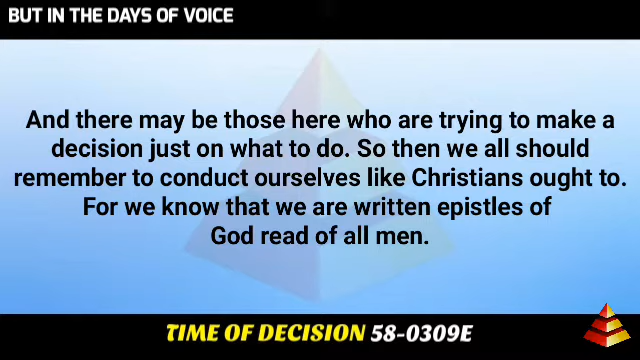 BUT IN THE DAYS OF VOICE
And there may be those here who are trying to make a
decision just on what to do. So then we all should
remember to conduct ourselves like Christians ought to.
For we know that we are written epistles of
God read of all men.
TIME OF DECISION 58-0309E